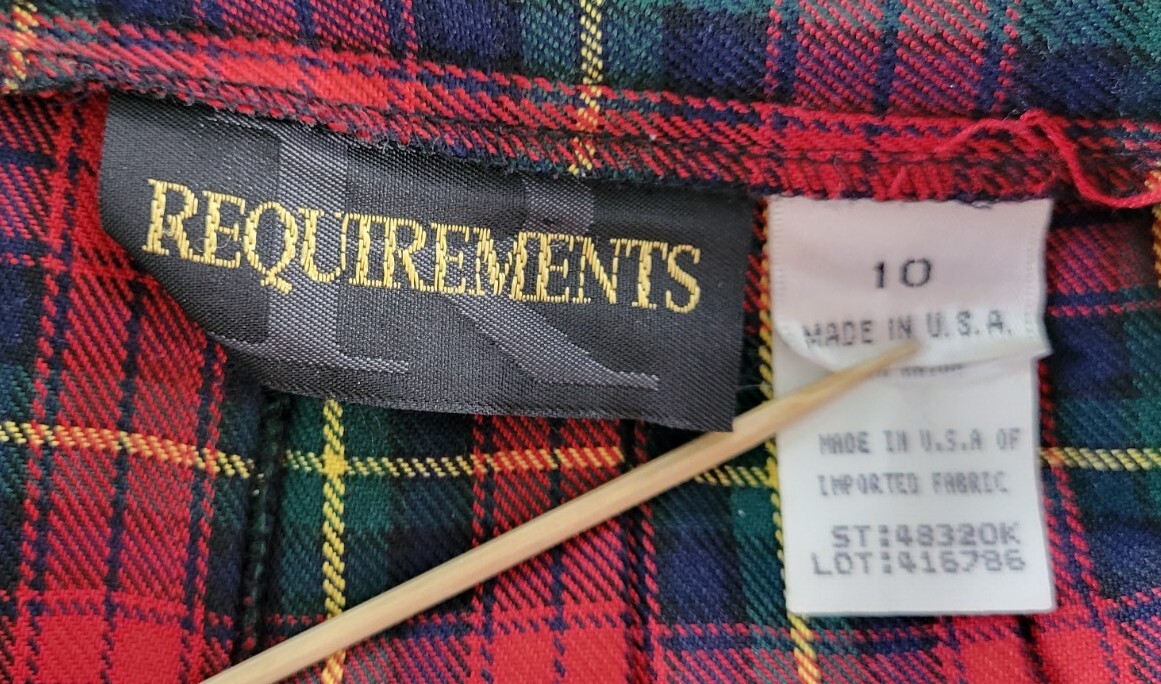 REQUIREMENTS
10
MADE IN U.S.A.
MADE IN U.S.A OF
IMPORTED FABRIC
ST:48320K
LOT:416786